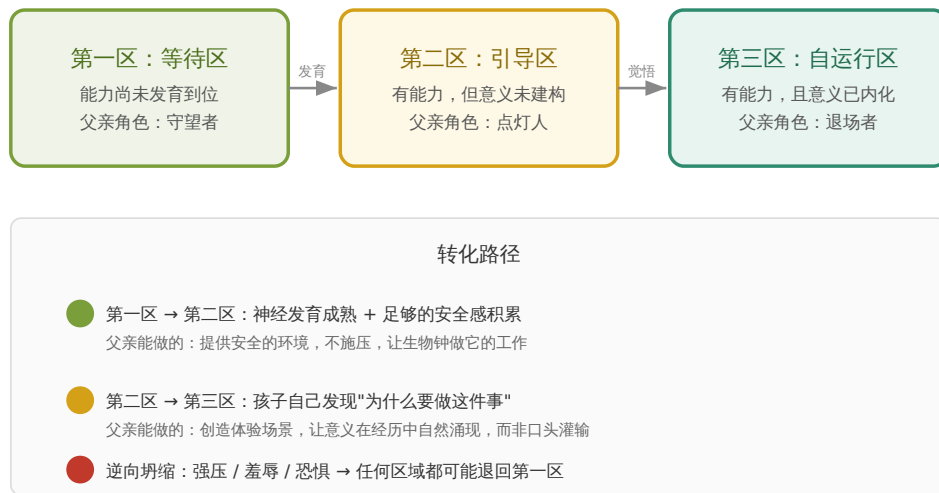 第一区：等待区
能力尚未发育到位
父亲角色：守望者
发育
第二区：引导区
有能力，但意义未建构
父亲角色：点灯人
觉悟
第三区：自运行区
有能力，且意义已内化
父亲角色：退场者
转化路径
第一区 → 第二区：神经发育成熟 + 足够的安全感积累
父亲能做的：提供安全的环境，不施压，让生物钟做它的工作
第二区 → 第三区：孩子自己发现"为什么要做这件事"
父亲能做的：创造体验场景，让意义在经历中自然涌现，而非口头灌输
逆向坍缩：强压 / 羞辱 / 恐惧 → 任何区域都可能退回第一区